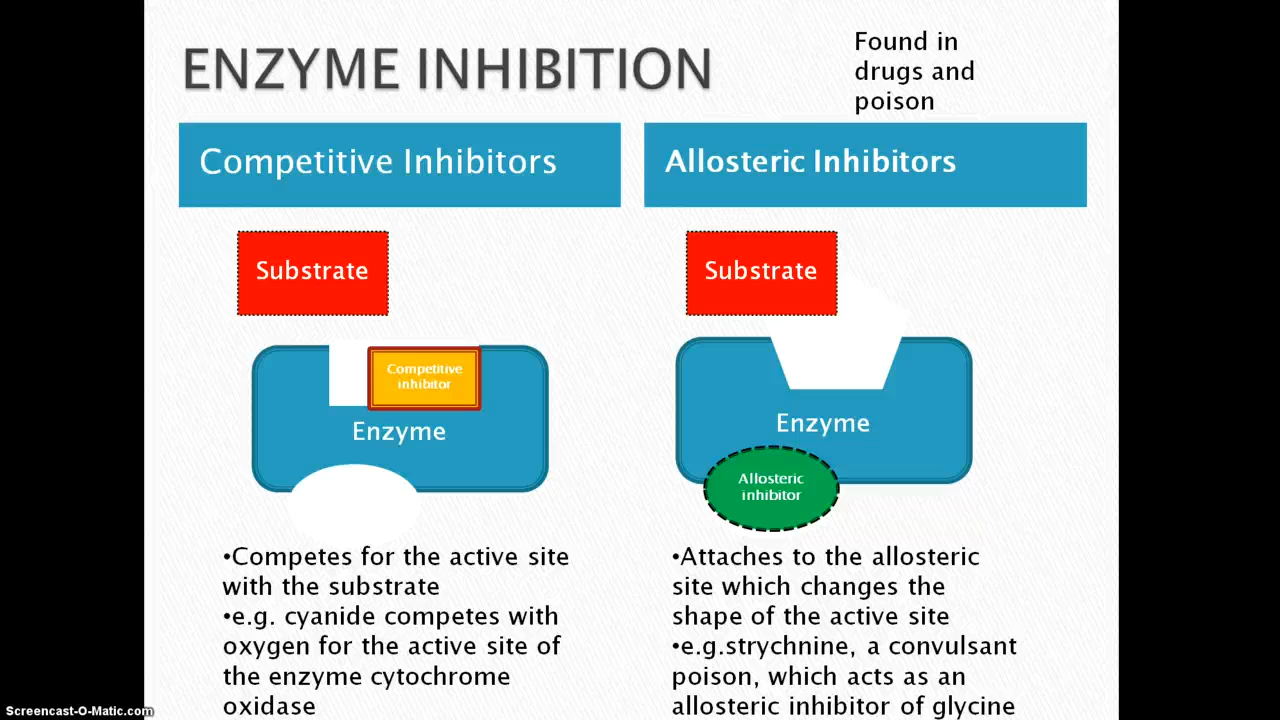 ENZYME INHIBITION
Found in
drugs and
poison
Competitive Inhibitors
Allosteric Inhibitors
Substrate
Competitive
inhibitor
Enzyme
Substrate
Enzyme
Allosteric
inhibitor
•Competes for the active site
with the substrate
•e.g. cyanide competes with
oxygen for the active site of
the enzyme cytochrome
oxidase
•Attaches to the allosteric
site which changes the
shape of the active site
•e.g.strychnine, a convulsant
poison, which acts as an
allosteric inhibitor of glycine
Screencast-O-Matic.com